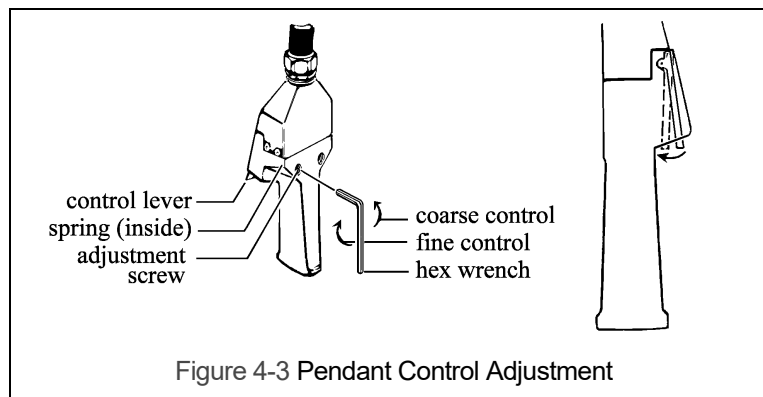 control lever
spring (inside)
adjustment
screw
coarse control
fine control
hex wrench
Figure 4-3 Pendant Control Adjustment